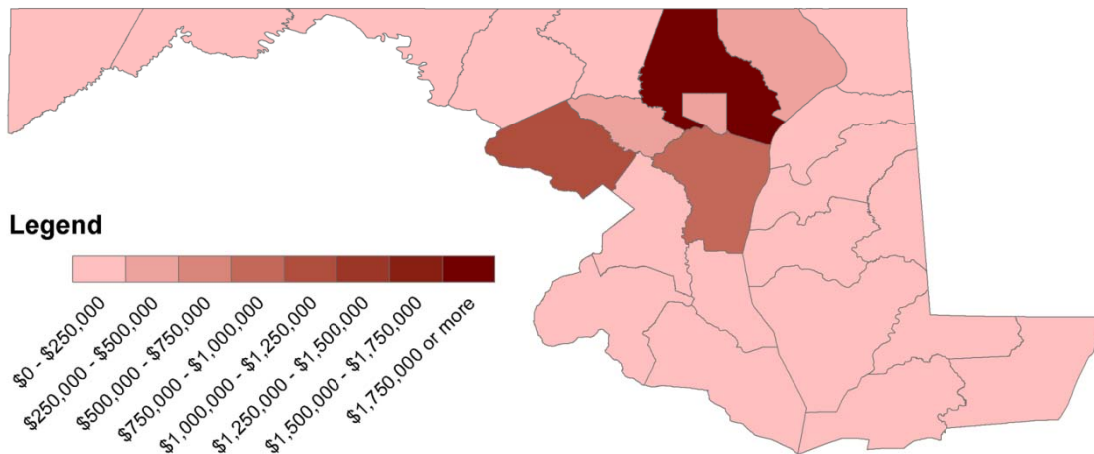 Legend
$0 - $250,000
$250,000 - $500,000
$500,000 - $750,000
$750,000 - $1,000,000
$1,000,000 - $1,250,000
$1,250,000 - $1,500,000
$1,500,000 - $1,750,000
$1,750,000 or more